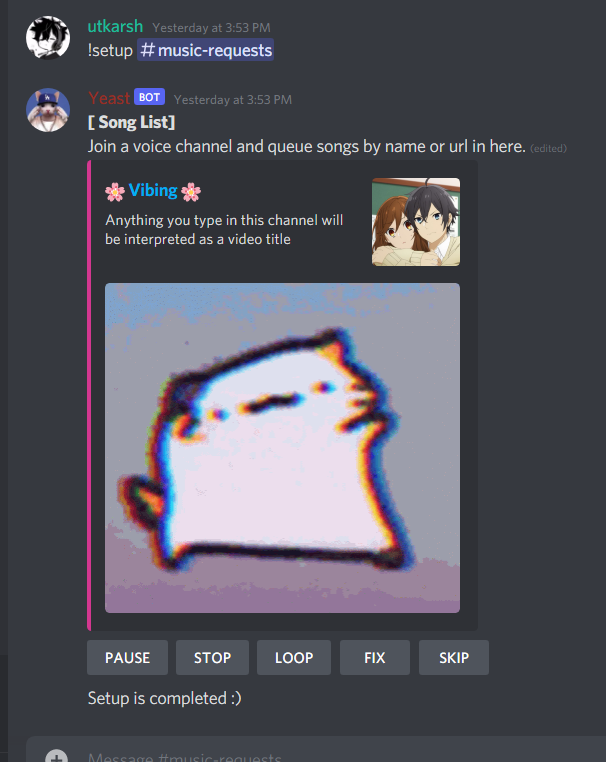 utkarsh Yesterday at 3:53 PM
!setup #music-requests
Yeast BOT Yesterday at 3:53 PM
[ Song List]
Join a voice channel and queue songs by name or url in here. (edited)
🌸 Vibing 🌸
Anything you type in this channel will
be interpreted as a video title
PAUSE STOP LOOP FIX SKIP
Setup is completed :)
Message #music-requests